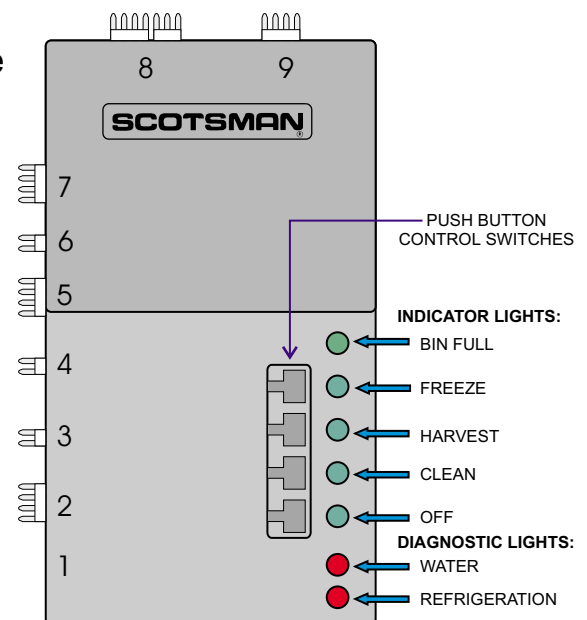 e
8 9
SCOTSMAN®
7
6
5
4
3
2
1
PUSH BUTTON
CONTROL SWITCHES
INDICATOR LIGHTS:
BIN FULL
FREEZE
HARVEST
CLEAN
OFF
DIAGNOSTIC LIGHTS:
WATER
REFRIGERATION